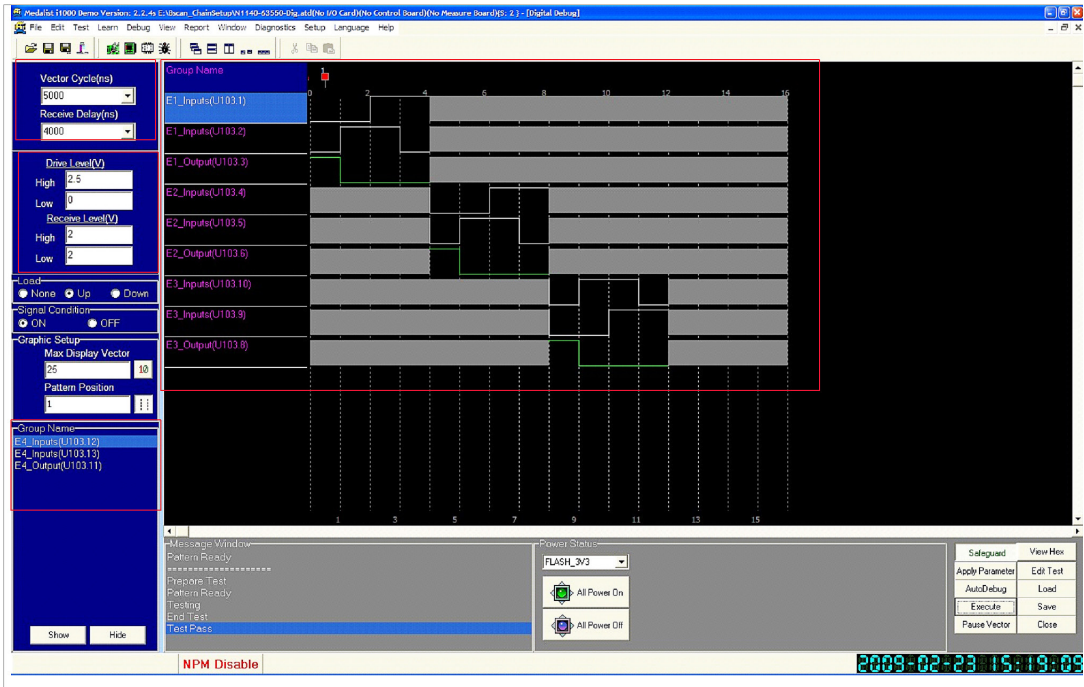 Medalist i1000 Demo Version: 2.2.4s E:\Bscan_ChainSetup\N1140-63550-Dig.atd(No I/O Card)(No Control Board)(No Measure Board){S: 2 } - [Digital Debug]
File Edit Test Learn Debug View Report Window Diagnostics Setup Language Help
Vector Cycle(ns)
5000
Receive Delay(ns)
4000
Drive Level(V)
High 2.5
Low 0
Receive Level(V)
High 2
Low 2
Load
None Up Down
Signal Condition
ON OFF
Graphic Setup
Max Display Vector
25 10
Pattern Position
1
Group Name
E4_Inputs(U103.12)
E4_Inputs(U103.13)
E4_Output(U103.11)
Show Hide
Group Name
1
0 2 4 6 8 10 12 14 16
E1_Inputs(U103.1)
E1_Inputs(U103.2)
E1_Output(U103.3)
E2_Inputs(U103.4)
E2_Inputs(U103.5)
E2_Output(U103.6)
E3_Inputs(U103.10)
E3_Inputs(U103.9)
E3_Output(U103.8)
1 3 5 7 9 11 13 15
Message Window
Pattern Ready
===================
Prepare Test
Pattern Ready
Testing
End Test
Test Pass
Power Status
FLASH_3V3
All Power On
All Power Off
Safeguard View Hex
Apply Parameter Edit Test
AutoDebug Load
Execute Save
Pause Vector Close
NPM Disable
2009-02-23 15:19:09